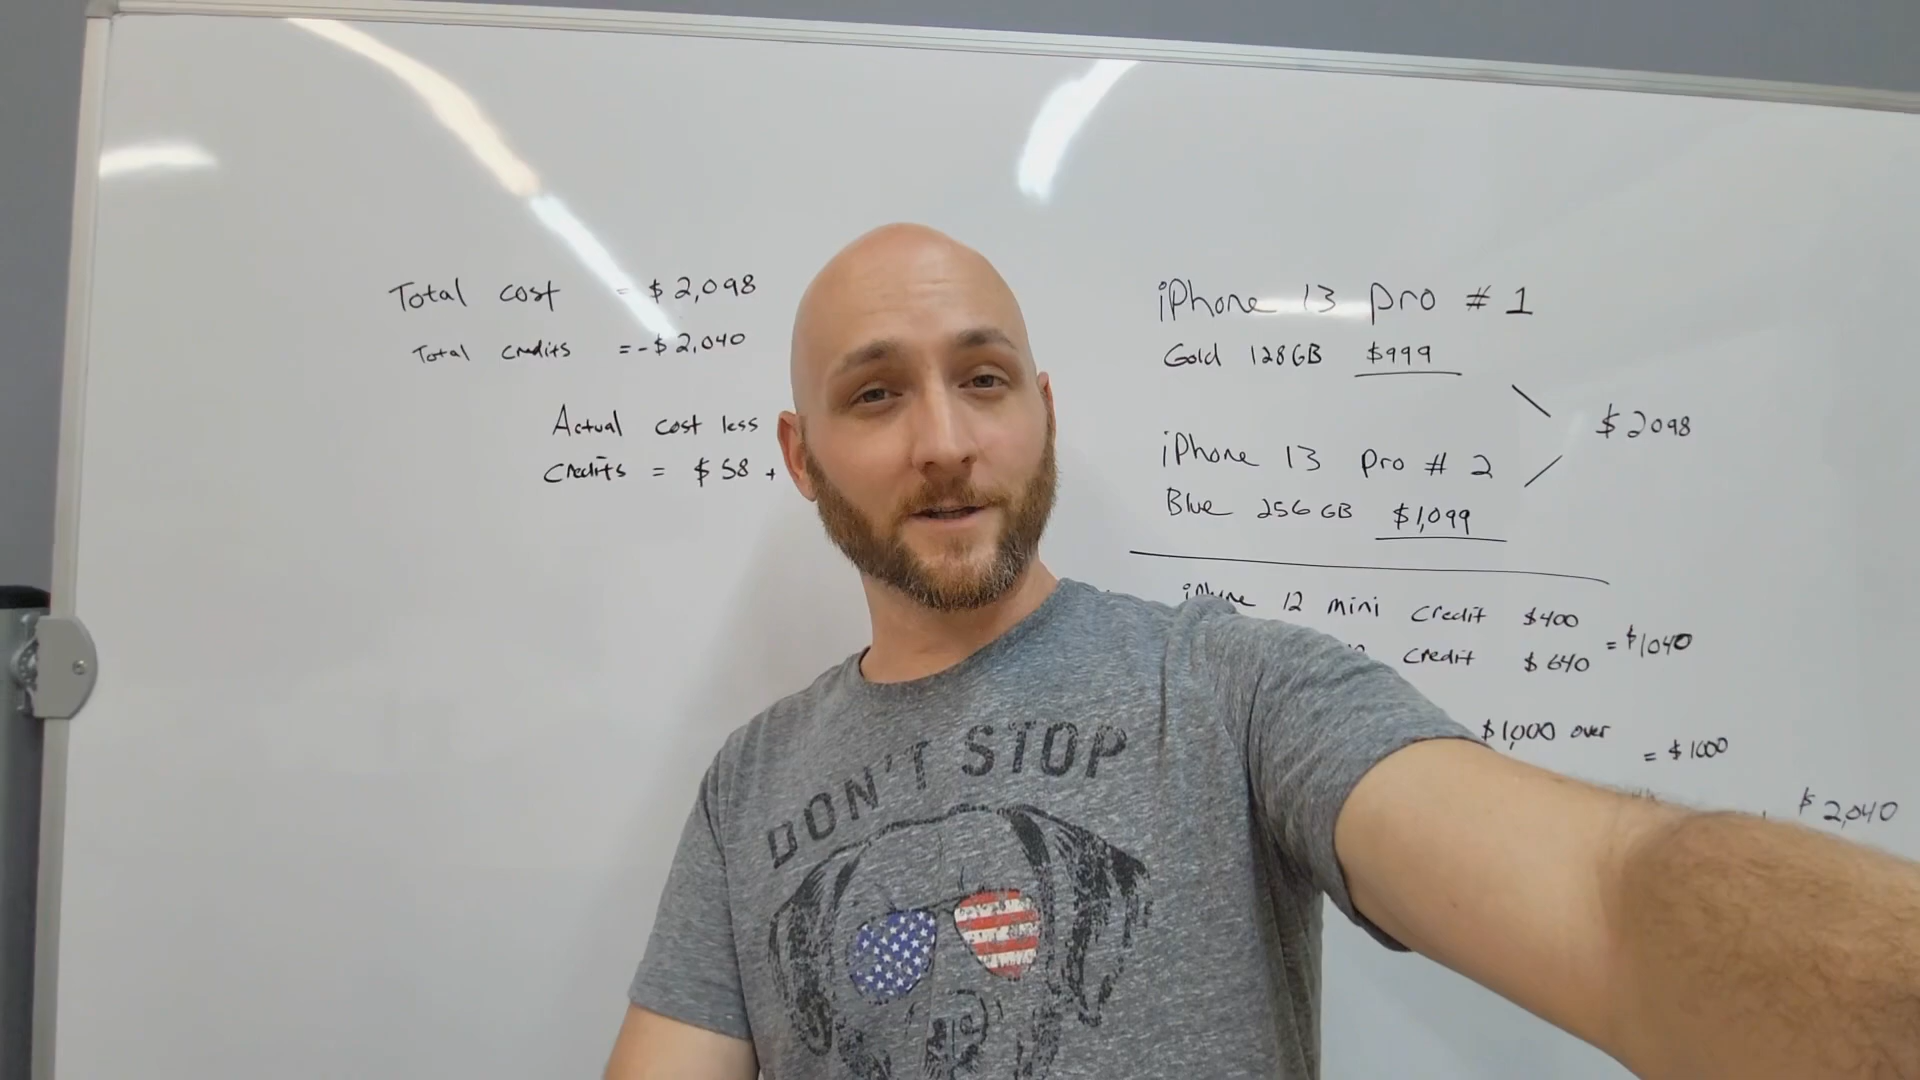 Total cost = $2,098
Total credits = -$2,040
Actual cost less
credits = $58 +
iPhone 13 Pro # 1
Gold 128GB $999
$2098
iPhone 13 Pro # 2
Blue 256GB $1,099
iPhone 12 mini credit $400
credit $640
= $1040
$1,000 over
= $1000
$2,040
DON'T STOP